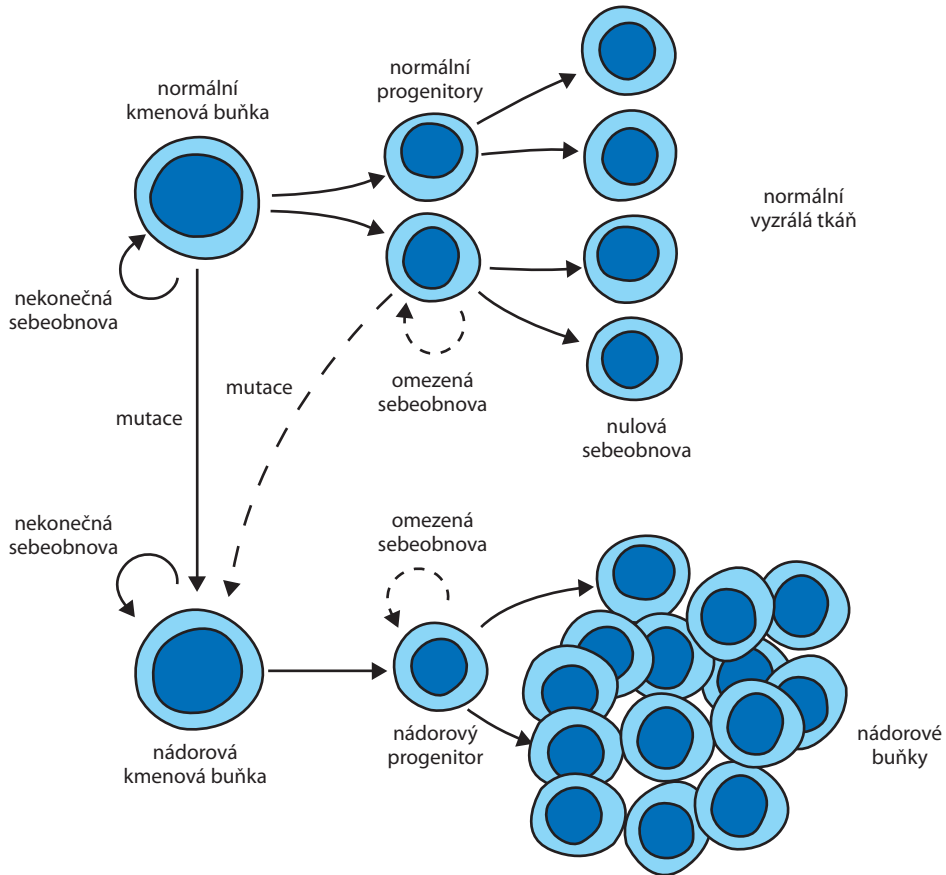 normální
kmenová buňka
normální
progenitory
normální
vyzrálá tkáň
nekonečná
sebeobnova
mutace
mutace
omezená
sebeobnova
nulová
sebeobnova
nekonečná
sebeobnova
omezená
sebeobnova
nádorová
kmenová buňka
nádorový
progenitor
nádorové
buňky